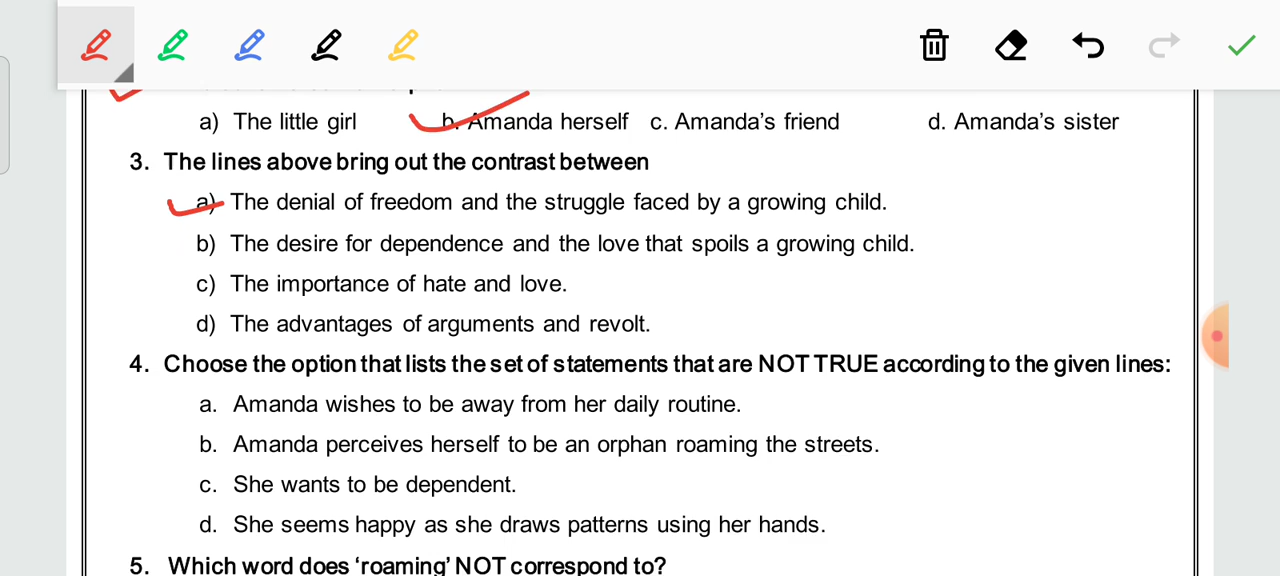 a) The little girl b. Amanda herself c. Amanda's friend d. Amanda's sister
3. The lines above bring out the contrast between
a) The denial of freedom and the struggle faced by a growing child.
b) The desire for dependence and the love that spoils a growing child.
c) The importance of hate and love.
d) The advantages of arguments and revolt.
4. Choose the option that lists the set of statements that are NOT TRUE according to the given lines:
a. Amanda wishes to be away from her daily routine.
b. Amanda perceives herself to be an orphan roaming the streets.
c. She wants to be dependent.
d. She seems happy as she draws patterns using her hands.
5. Which word does ‘roaming’ NOT correspond to?